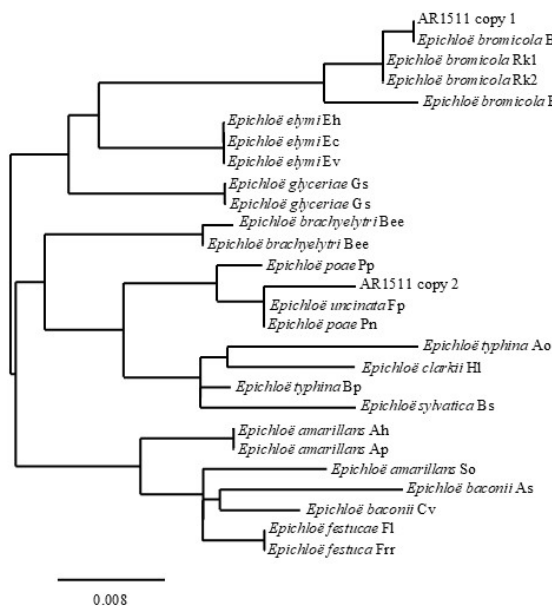 AR1511 copy 1
Epichloë bromicola B
Epichloë bromicola Rk1
Epichloë bromicola Rk2
Epichloë bromicola
Epichloë elymi Eh
Epichloë elymi Ec
Epichloë elymi Ev
Epichloë glyceriae Gs
Epichloë glyceriae Gs
Epichloë brachyelytri Bee
Epichloë brachyelytri Bee
Epichloë poae Pp
AR1511 copy 2
Epichloë uncinata Fp
Epichloë poae Pn
Epichloë typhina Ao
Epichloë clarkii Hl
Epichloë typhina Bp
Epichloë sylvatica Bs
Epichloë amarillans Ah
Epichloë amarillans Ap
Epichloë amarillans So
Epichloë baconii As
Epichloë baconii Cv
Epichloë festucae Fl
Epichloë festuca Frr
0.008